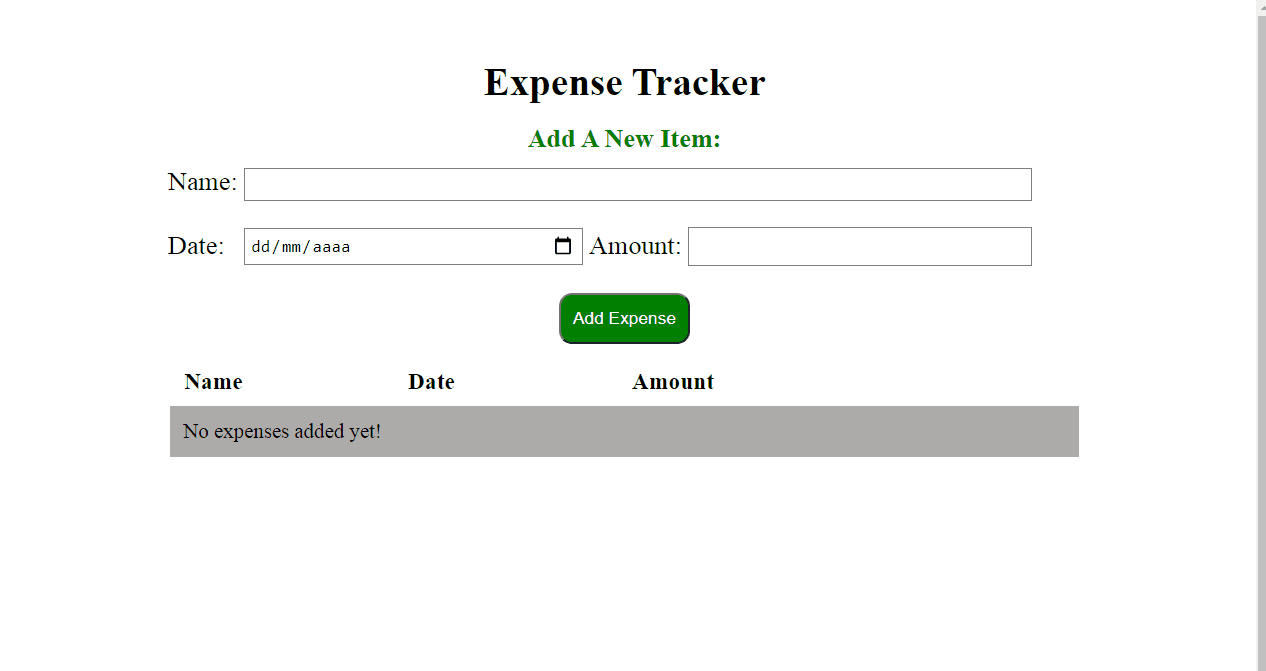 Expense Tracker
Add A New Item:
Name:
Date: dd/mm/aaaa Amount:
Add Expense
Name Date Amount
No expenses added yet!